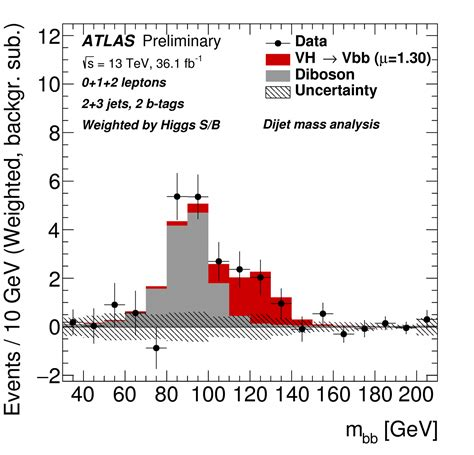 ATLAS Preliminary
√s = 13 TeV, 36.1 fb⁻¹
0+1+2 leptons
2+3 jets, 2 b-tags
Weighted by Higgs S/B
Data
VH → Vbb (μ=1.30)
Diboson
Uncertainty
Dijet mass analysis
Events / 10 GeV (Weighted, backgr. sub.)
12
10
8
6
4
2
0
−2
40 60 80 100 120 140 160 180 200
m_bb [GeV]